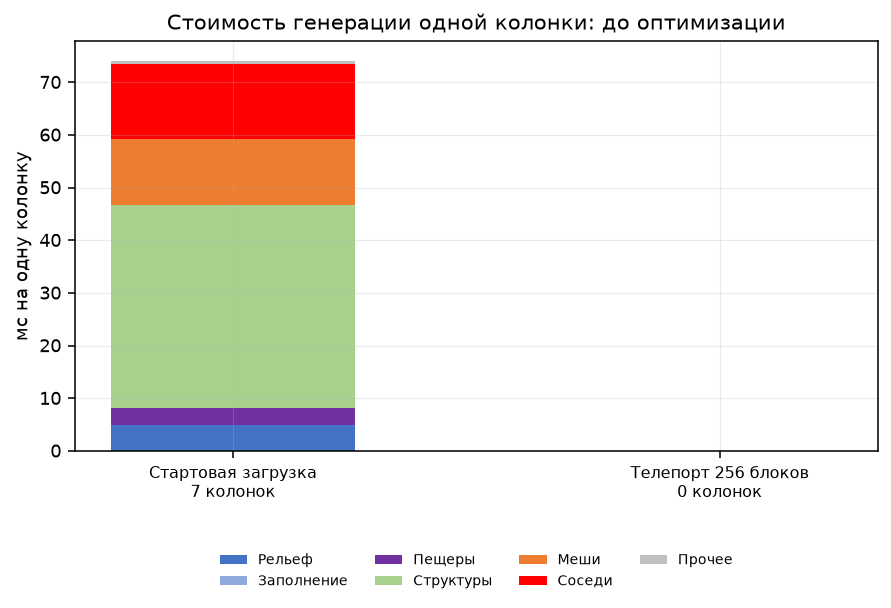 Стоимость генерации одной колонки: до оптимизации
мс на одну колонку
70
60
50
40
30
20
10
0
Стартовая загрузка
7 колонок
Телепорт 256 блоков
0 колонок
Рельеф
Пещеры
Меши
Прочее
Заполнение
Структуры
Соседи